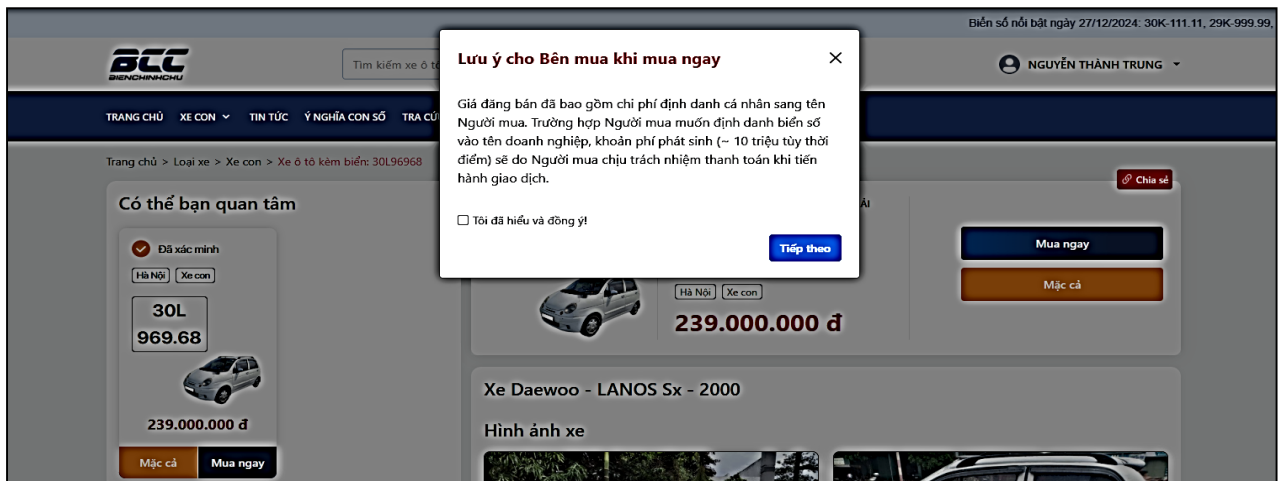 Biển số nổi bật ngày 27/12/2024: 30K-111.11, 29K-999.99,
BCC
BIENCHINHCHU
Tìm kiếm xe ô tô
NGUYỄN THÀNH TRUNG
TRANG CHỦ XE CON TIN TỨC Ý NGHĨA CON SỐ TRA CỨU
Trang chủ > Loại xe > Xe con > Xe ô tô kèm biển: 30L96968
Lưu ý cho Bên mua khi mua ngay
Giá đăng bán đã bao gồm chi phí định danh cá nhân sang tên
Người mua. Trường hợp Người mua muốn định danh biển số
vào tên doanh nghiệp, khoản phí phát sinh (~ 10 triệu tùy thời
điểm) sẽ do Người mua chịu trách nhiệm thanh toán khi tiến
hành giao dịch.
Tôi đã hiểu và đồng ý!
Tiếp theo
Có thể bạn quan tâm
Đã xác minh
Hà Nội Xe con
30L
969.68
239.000.000 đ
Mặc cả Mua ngay
Chia sẻ
Hà Nội Xe con
239.000.000 đ
Mua ngay
Mặc cả
Xe Daewoo - LANOS Sx - 2000
Hình ảnh xe